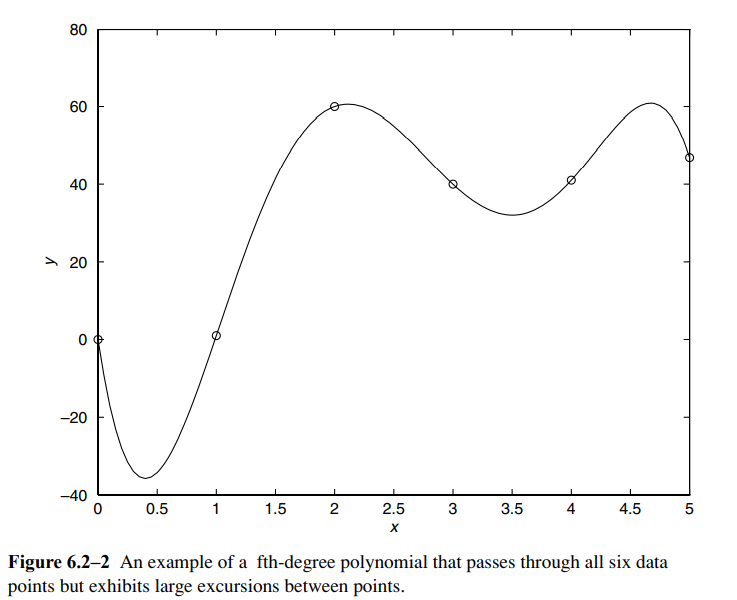 80
60
40
20
0
–20
–40
y
0 0.5 1 1.5 2 2.5 3 3.5 4 4.5 5
x
Figure 6.2–2 An example of a fth-degree polynomial that passes through all six data
points but exhibits large excursions between points.